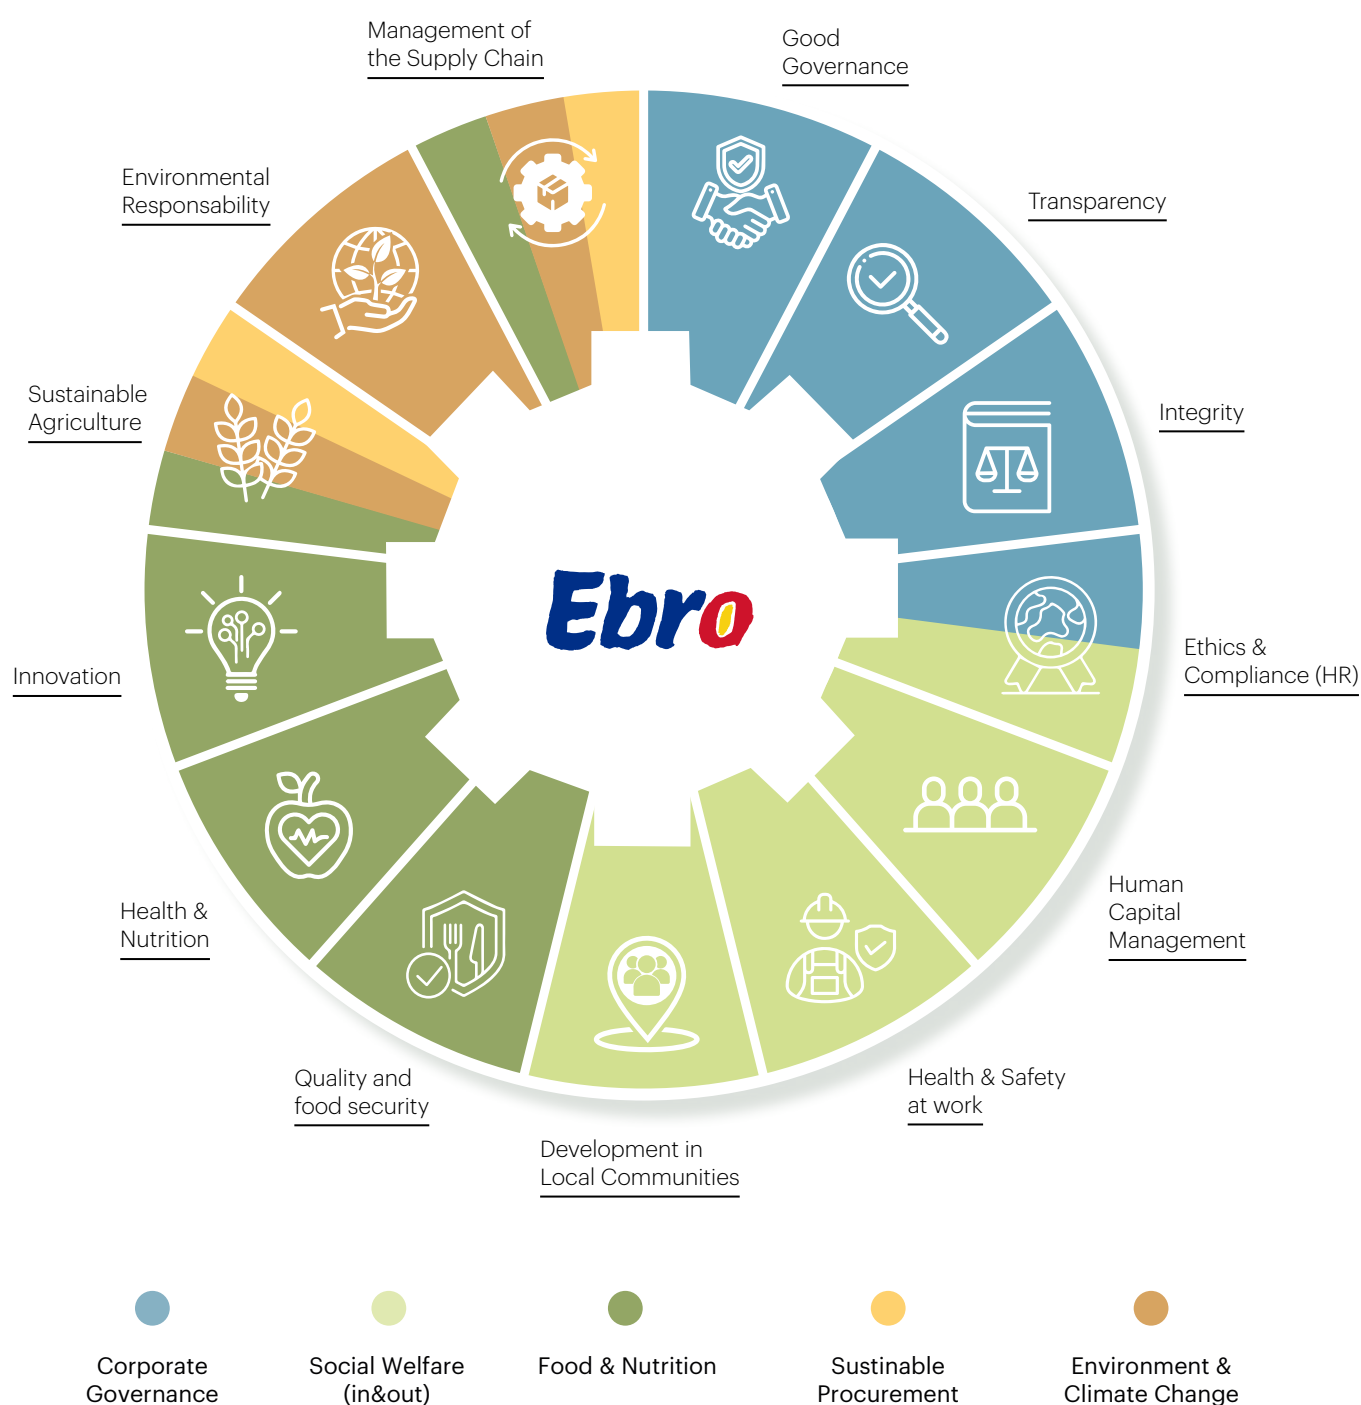 Management of
the Supply Chain
Good
Governance
Environmental
Responsability
Transparency
Sustainable
Agriculture
Integrity
Ebro
Innovation
Ethics &
Compliance (HR)
Health &
Nutrition
Human
Capital
Management
Quality and
food security
Health & Safety
at work
Development in
Local Communities
Corporate
Governance
Social Welfare
(in&out)
Food & Nutrition
Sustinable
Procurement
Environment &
Climate Change